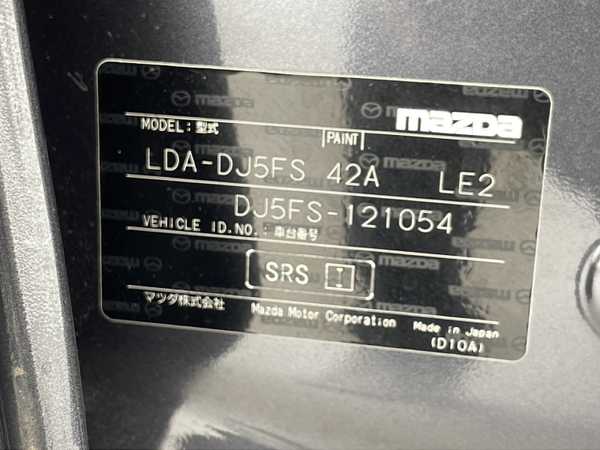 mazda
MODEL:型式 PAINT
LDA-DJ5FS 42A LE2
DJ5FS-121054
VEHICLE ID.NO.:車台番号
SRS I
マツダ株式会社 Mazda Motor Corporation Made in Japan
(D10A)